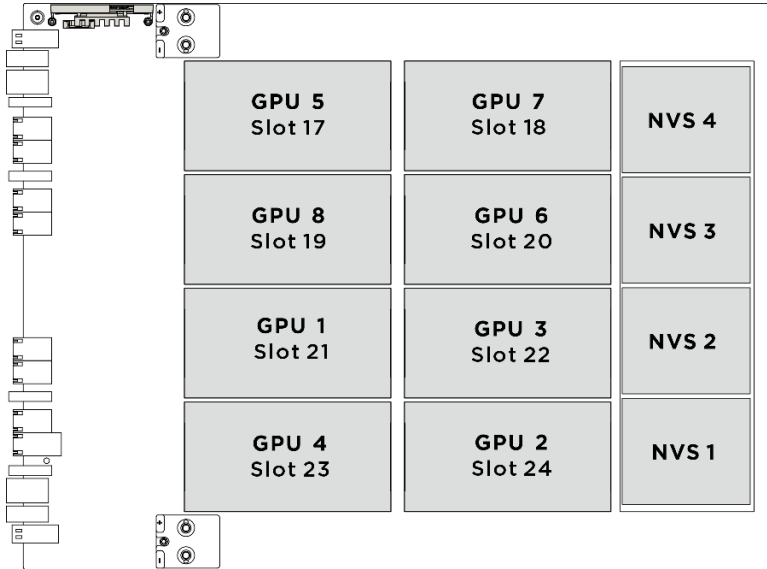 GPU 5
Slot 17
GPU 7
Slot 18
NVS 4
GPU 8
Slot 19
GPU 6
Slot 20
NVS 3
GPU 1
Slot 21
GPU 3
Slot 22
NVS 2
GPU 4
Slot 23
GPU 2
Slot 24
NVS 1